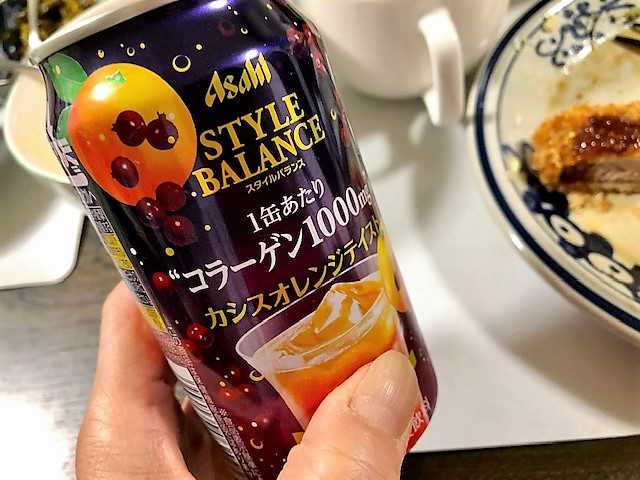 Asahi
STYLE
BALANCE
スタイルバランス
1缶あたり
“コラーゲン1000mg
カシスオレンジテイスト